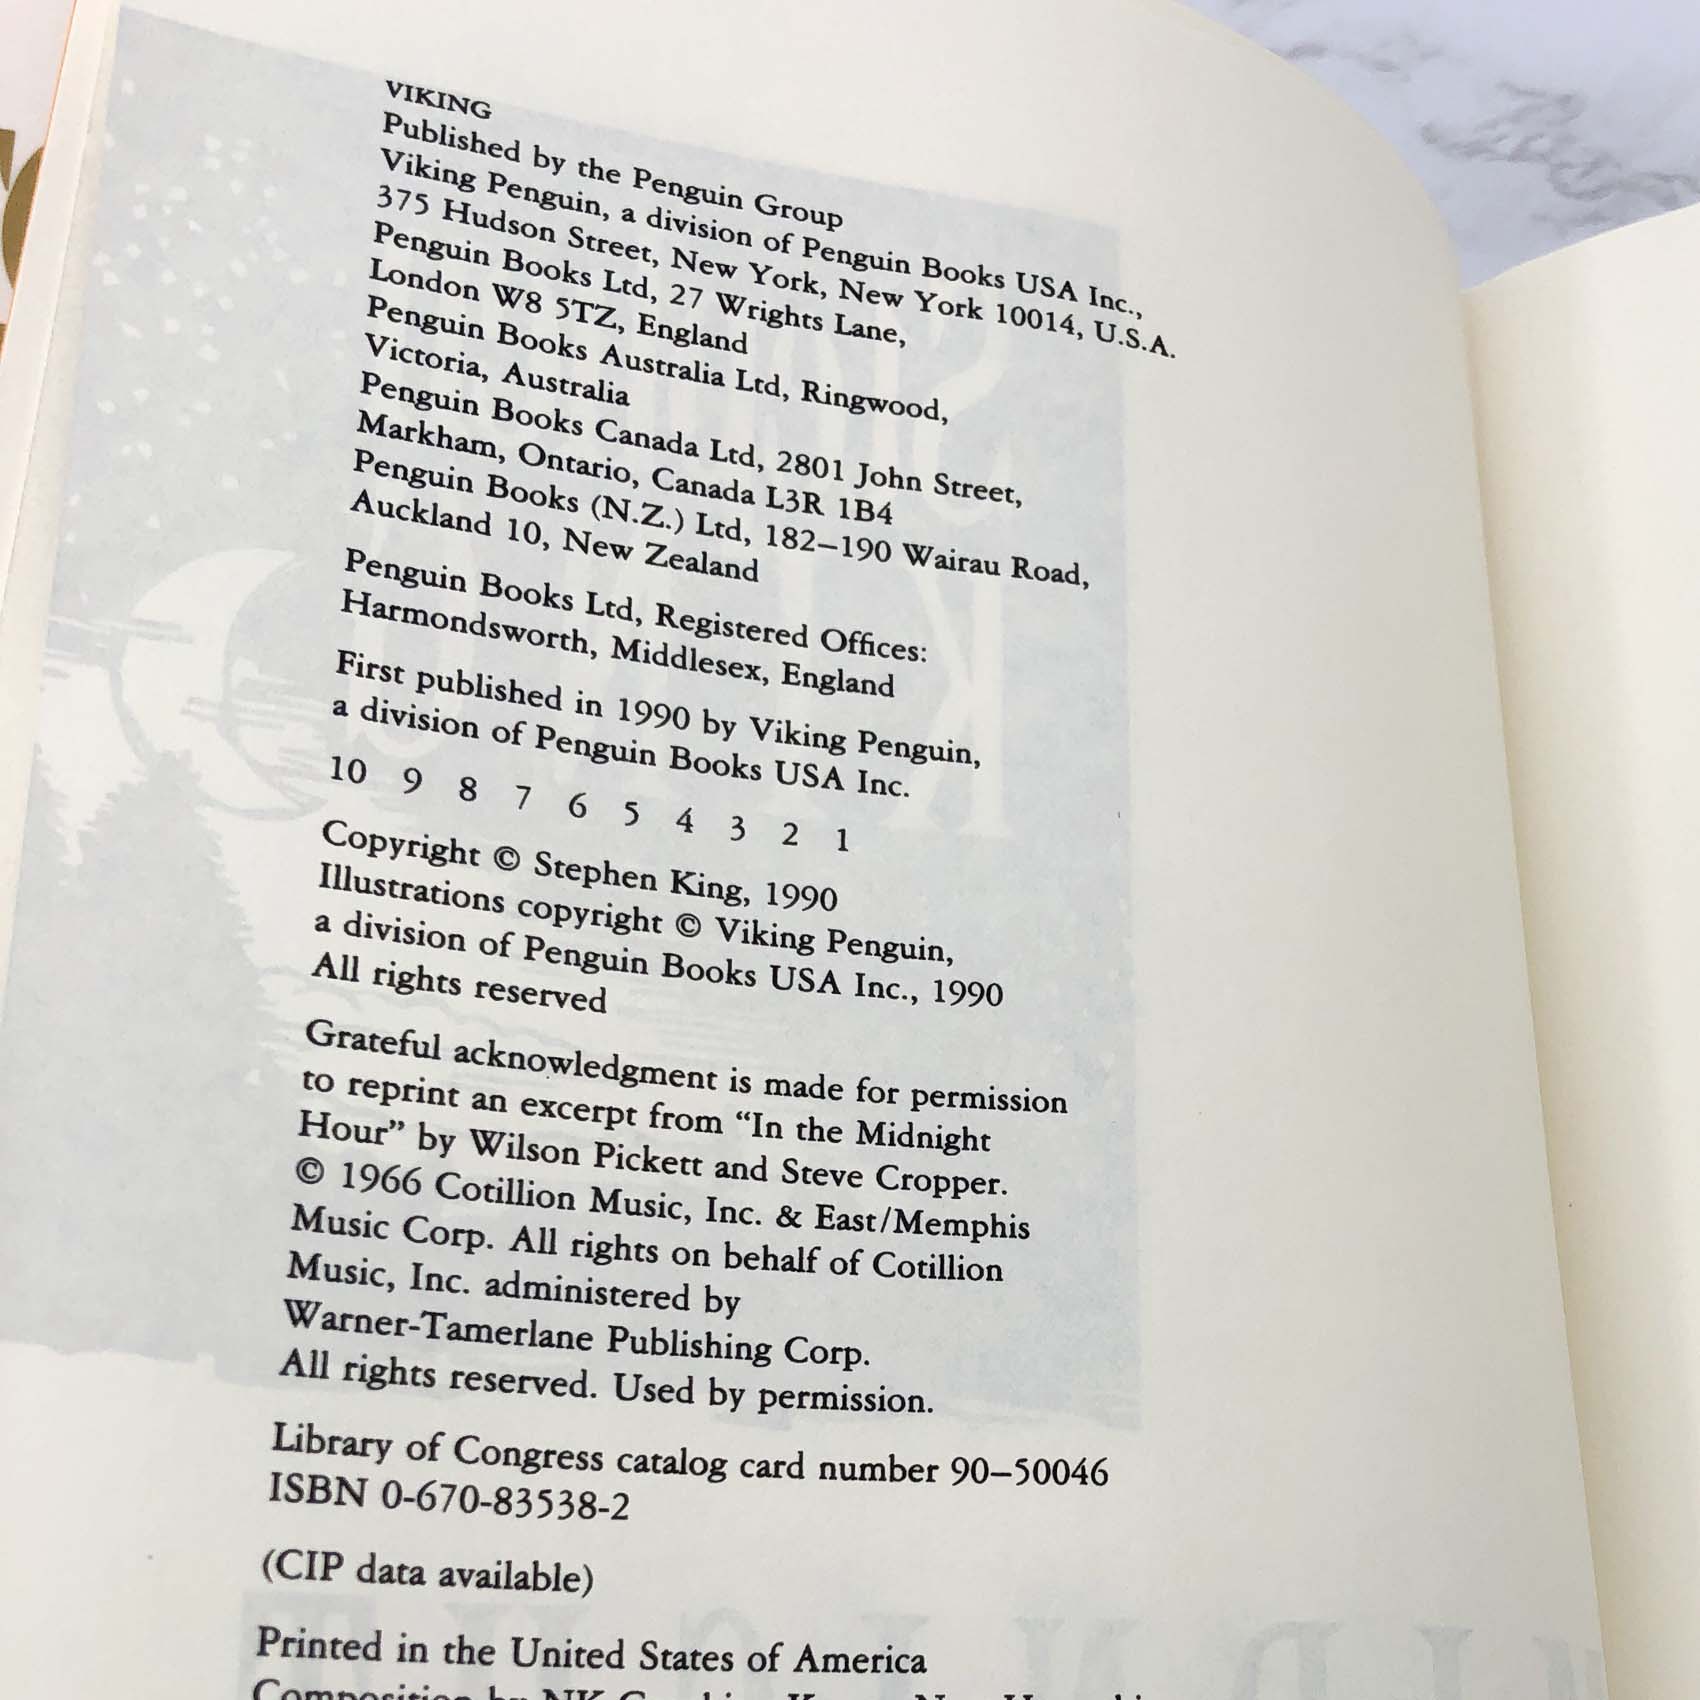 VIKING
Published by the Penguin Group
Viking Penguin, a division of Penguin Books USA Inc.,
375 Hudson Street, New York, New York 10014, U.S.A.
Penguin Books Ltd, 27 Wrights Lane,
London W8 5TZ, England
Penguin Books Australia Ltd, Ringwood,
Victoria, Australia
Penguin Books Canada Ltd, 2801 John Street,
Markham, Ontario, Canada L3R 1B4
Penguin Books (N.Z.) Ltd, 182–190 Wairau Road,
Auckland 10, New Zealand
Penguin Books Ltd, Registered Offices:
Harmondsworth, Middlesex, England
First published in 1990 by Viking Penguin,
a division of Penguin Books USA Inc.
10 9 8 7 6 5 4 3 2 1
Copyright © Stephen King, 1990
Illustrations copyright © Viking Penguin,
a division of Penguin Books USA Inc., 1990
All rights reserved
Grateful acknowledgment is made for permission
to reprint an excerpt from “In the Midnight
Hour” by Wilson Pickett and Steve Cropper.
© 1966 Cotillion Music, Inc. & East/Memphis
Music Corp. All rights on behalf of Cotillion
Music, Inc. administered by
Warner-Tamerlane Publishing Corp.
All rights reserved. Used by permission.
Library of Congress catalog card number 90–50046
ISBN 0-670-83538-2
(CIP data available)
Printed in the United States of America
Composition by NK